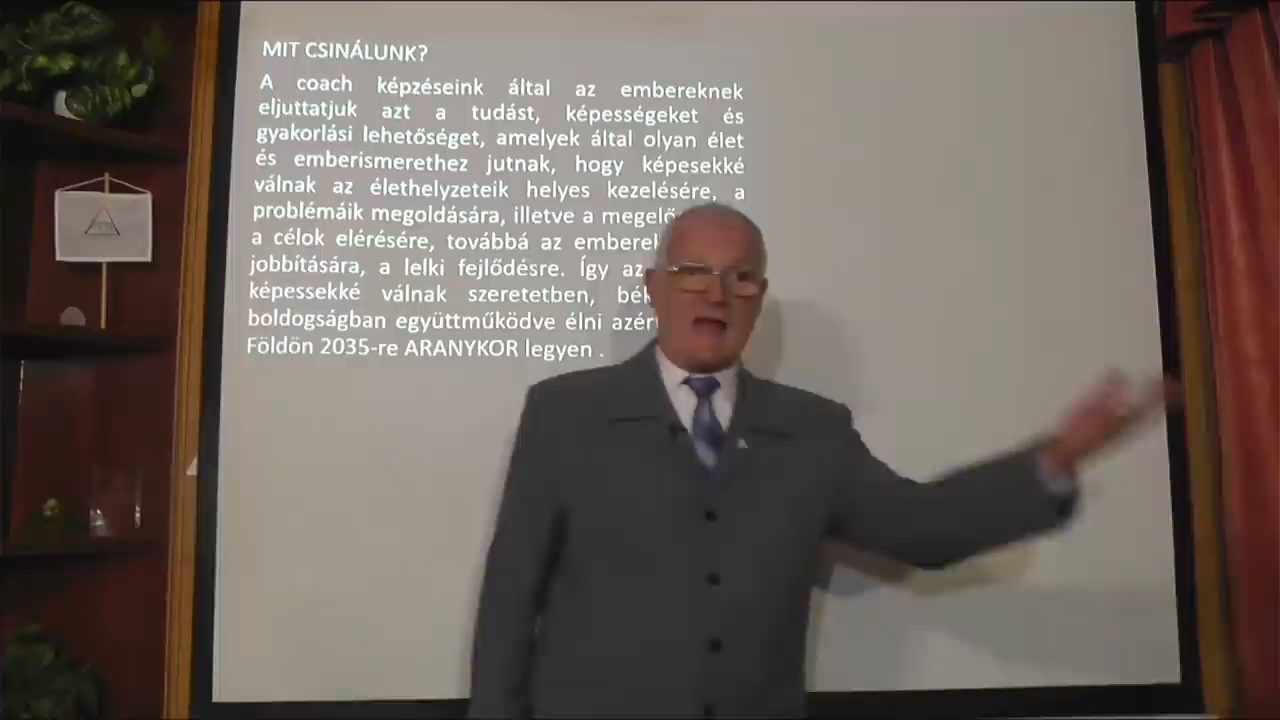 MIT CSINÁLUNK?
A coach képzéseink által az embereknek
eljuttatjuk azt a tudást, képességeket és
gyakorlási lehetőséget, amelyek által olyan élet
és emberismerethez jutnak, hogy képesekké
válnak az élethelyzeteik helyes kezelésére, a
problémáik megoldására, illetve a
a célok elérésére, továbbá az
jobbítására, a lelki fejlődésre. Így
képessekké válnak szeretetben,
boldogságban együttműködve élni
Földön 2035-re ARANYKOR legyen .